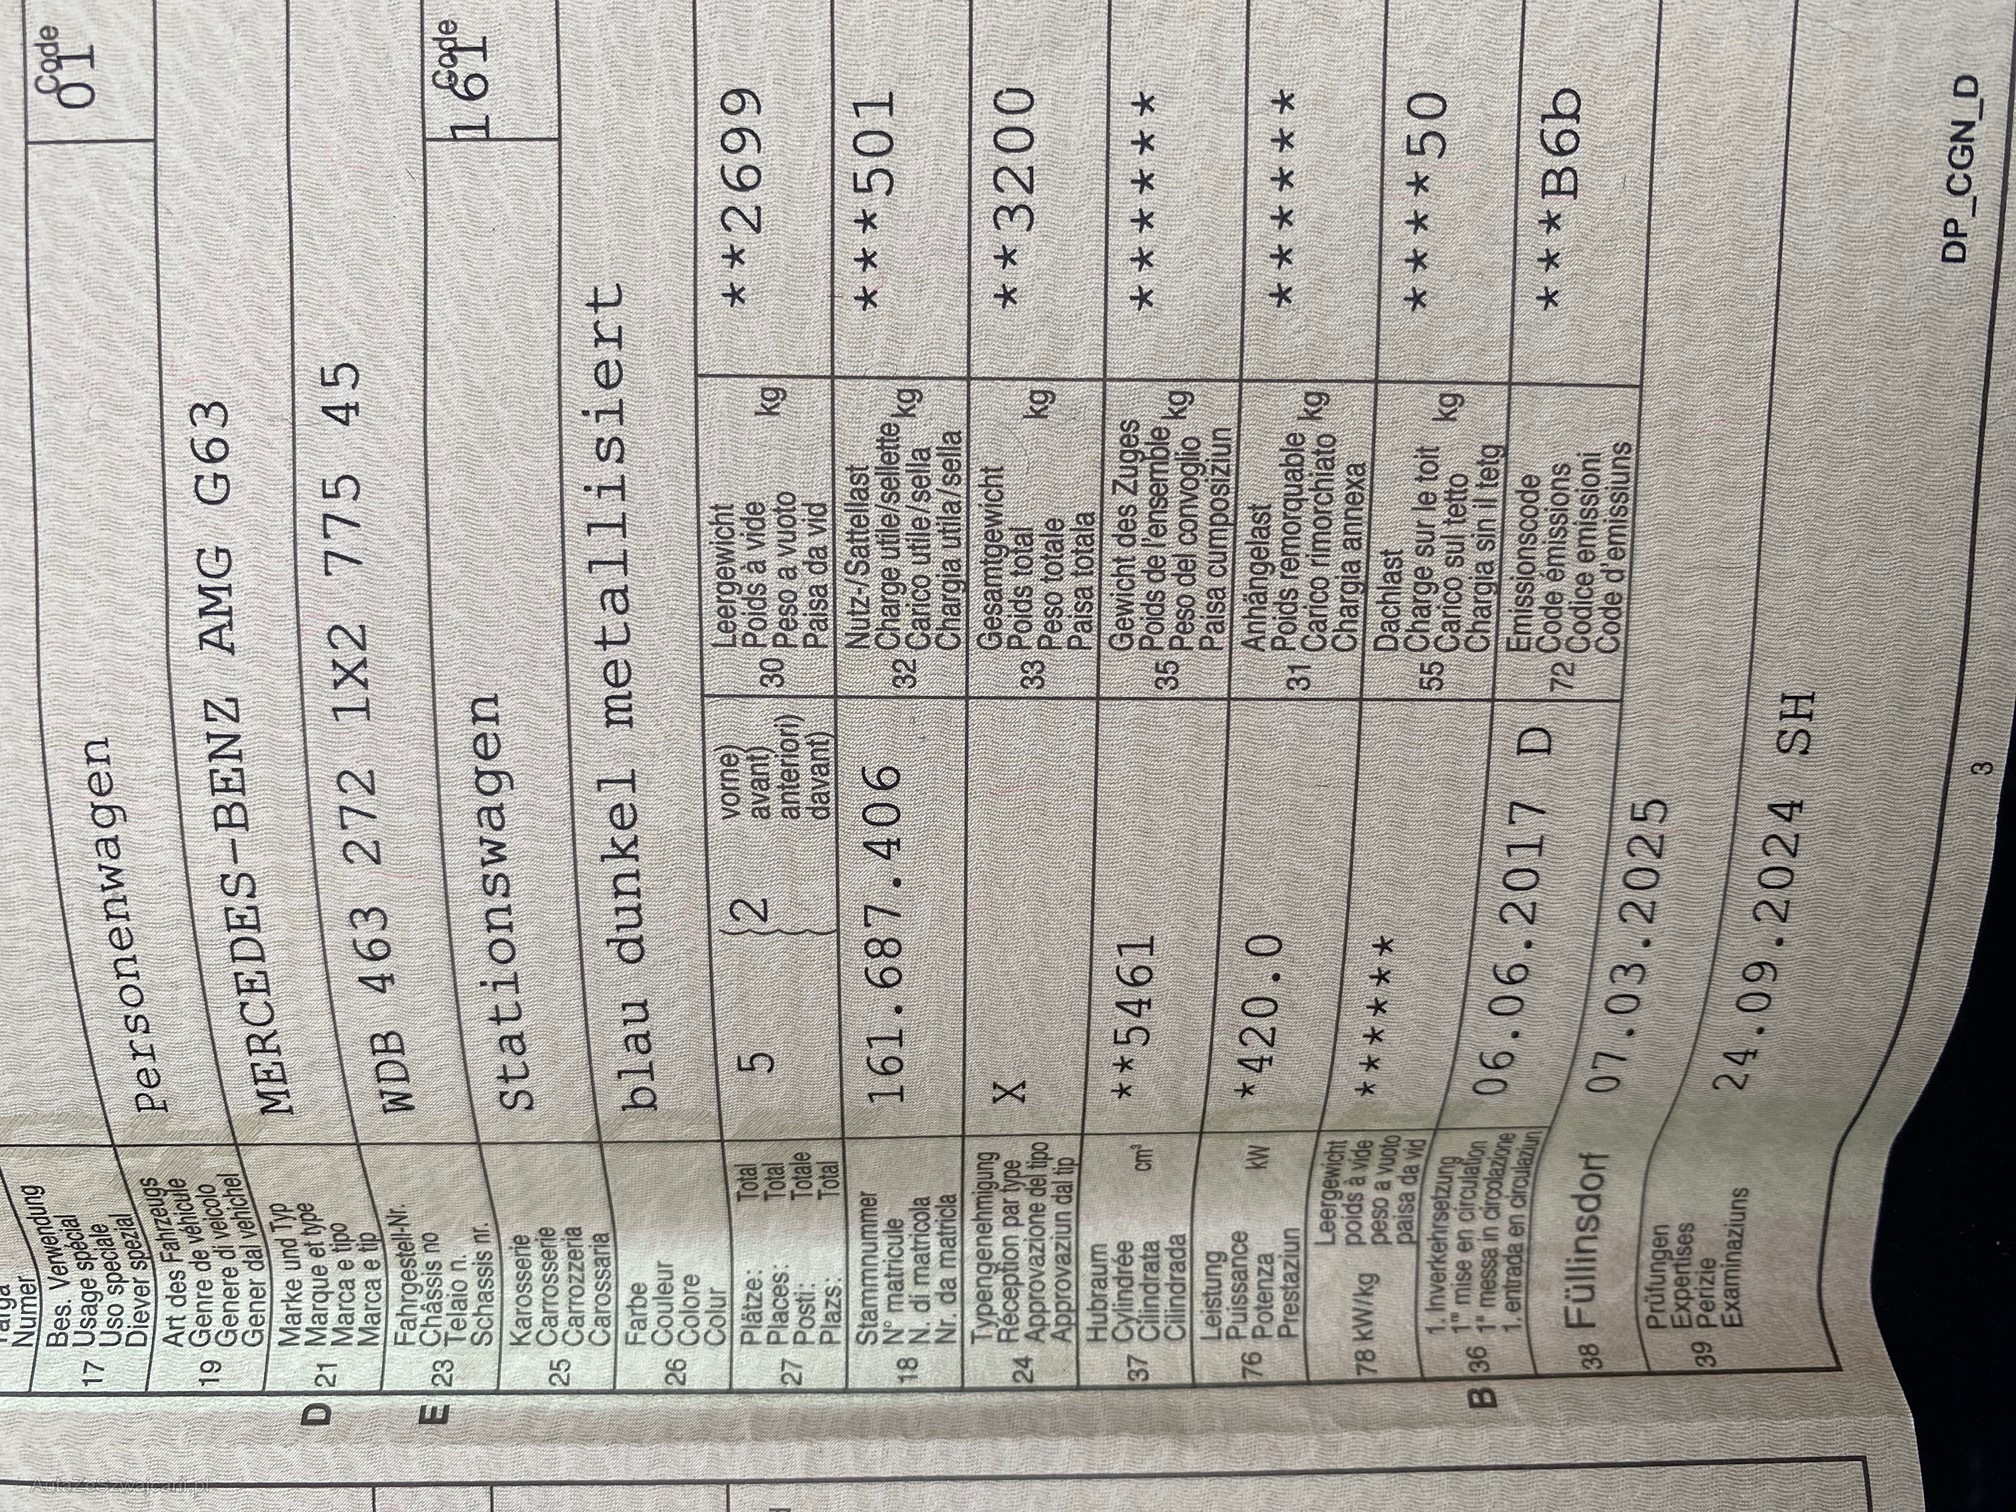 Targa
Numer
Bes. Verwendung
17 Usage spécial
Uso speciale
Diever spezial
Art des Fahrzeugs
19 Genre de véhicule
Genere di veicolo
Gener dal vehichel
Personenwagen
Code
01
D
Marke und Typ
21 Marque et type
Marca e tipo
Marca e tip
MERCEDES-BENZ AMG G63
E
Fahrgestell-Nr.
23 Châssis no
Telaio n.
Schassis nr.
WDB 463 272 1X2 775 45
Karosserie
25 Carrosserie
Carrozzeria
Carossaria
Stationswagen
Code
161
Farbe
26 Couleur
Colore
Colur
blau dunkel metallisiert
Plätze: Total
27 Places: Total
Posti: Totale
Plazs: Total
5
2
vorne)
avant)
anteriori)
davant)
Leergewicht
Poids à vide
30 Peso a vuoto kg
Paisa da vid
**2699
Stammnummer
18 N° matricule
N. di matricola
Nr. da matricla
161.687.406
Nutz-/Sattellast
Charge utile/sellette
32 Carico utile/sella kg
Chargia utila/sella
***501
Typengenehmigung
Réception par type
24 Approvazione del tipo
Approvaziun dal tip
X
Gesamtgewicht
Poids total
33 Peso totale kg
Paisa totala
**3200
Hubraum
37 Cylindrée cm³
Cilindrata
Cilindrada
**5461
Gewicht des Zuges
Poids de l'ensemble
35 Peso del convoglio kg
Paisa cumposiziun
*******
Leistung
Puissance
76 Potenza kW
Prestaziun
*420.0
Anhängelast
Poids remorquable
31 Carico rimorchiato kg
Chargia annexa
*******
78 kW/kg
Leergewicht
poids à vide
peso a vuoto
paisa da vid
******
Dachlast
Charge sur le toit
55 Carico sul tetto kg
Chargia sin il tetg
*****50
B
1. Inverkehrsetzung
36 1re mise en circulation
1a messa in circolazione
1. entrada en circulaziun
06.06.2017 D
Emissionscode
72 Code émissions
Codice emissioni
Code d'emissiuns
***B6b
38 Füllinsdorf 07.03.2025
Prüfungen
Expertises
39 Perizie
Examinaziuns
24.09.2024 SH
3
DP_CGN_D
AutaZeSzwajcarii.pl